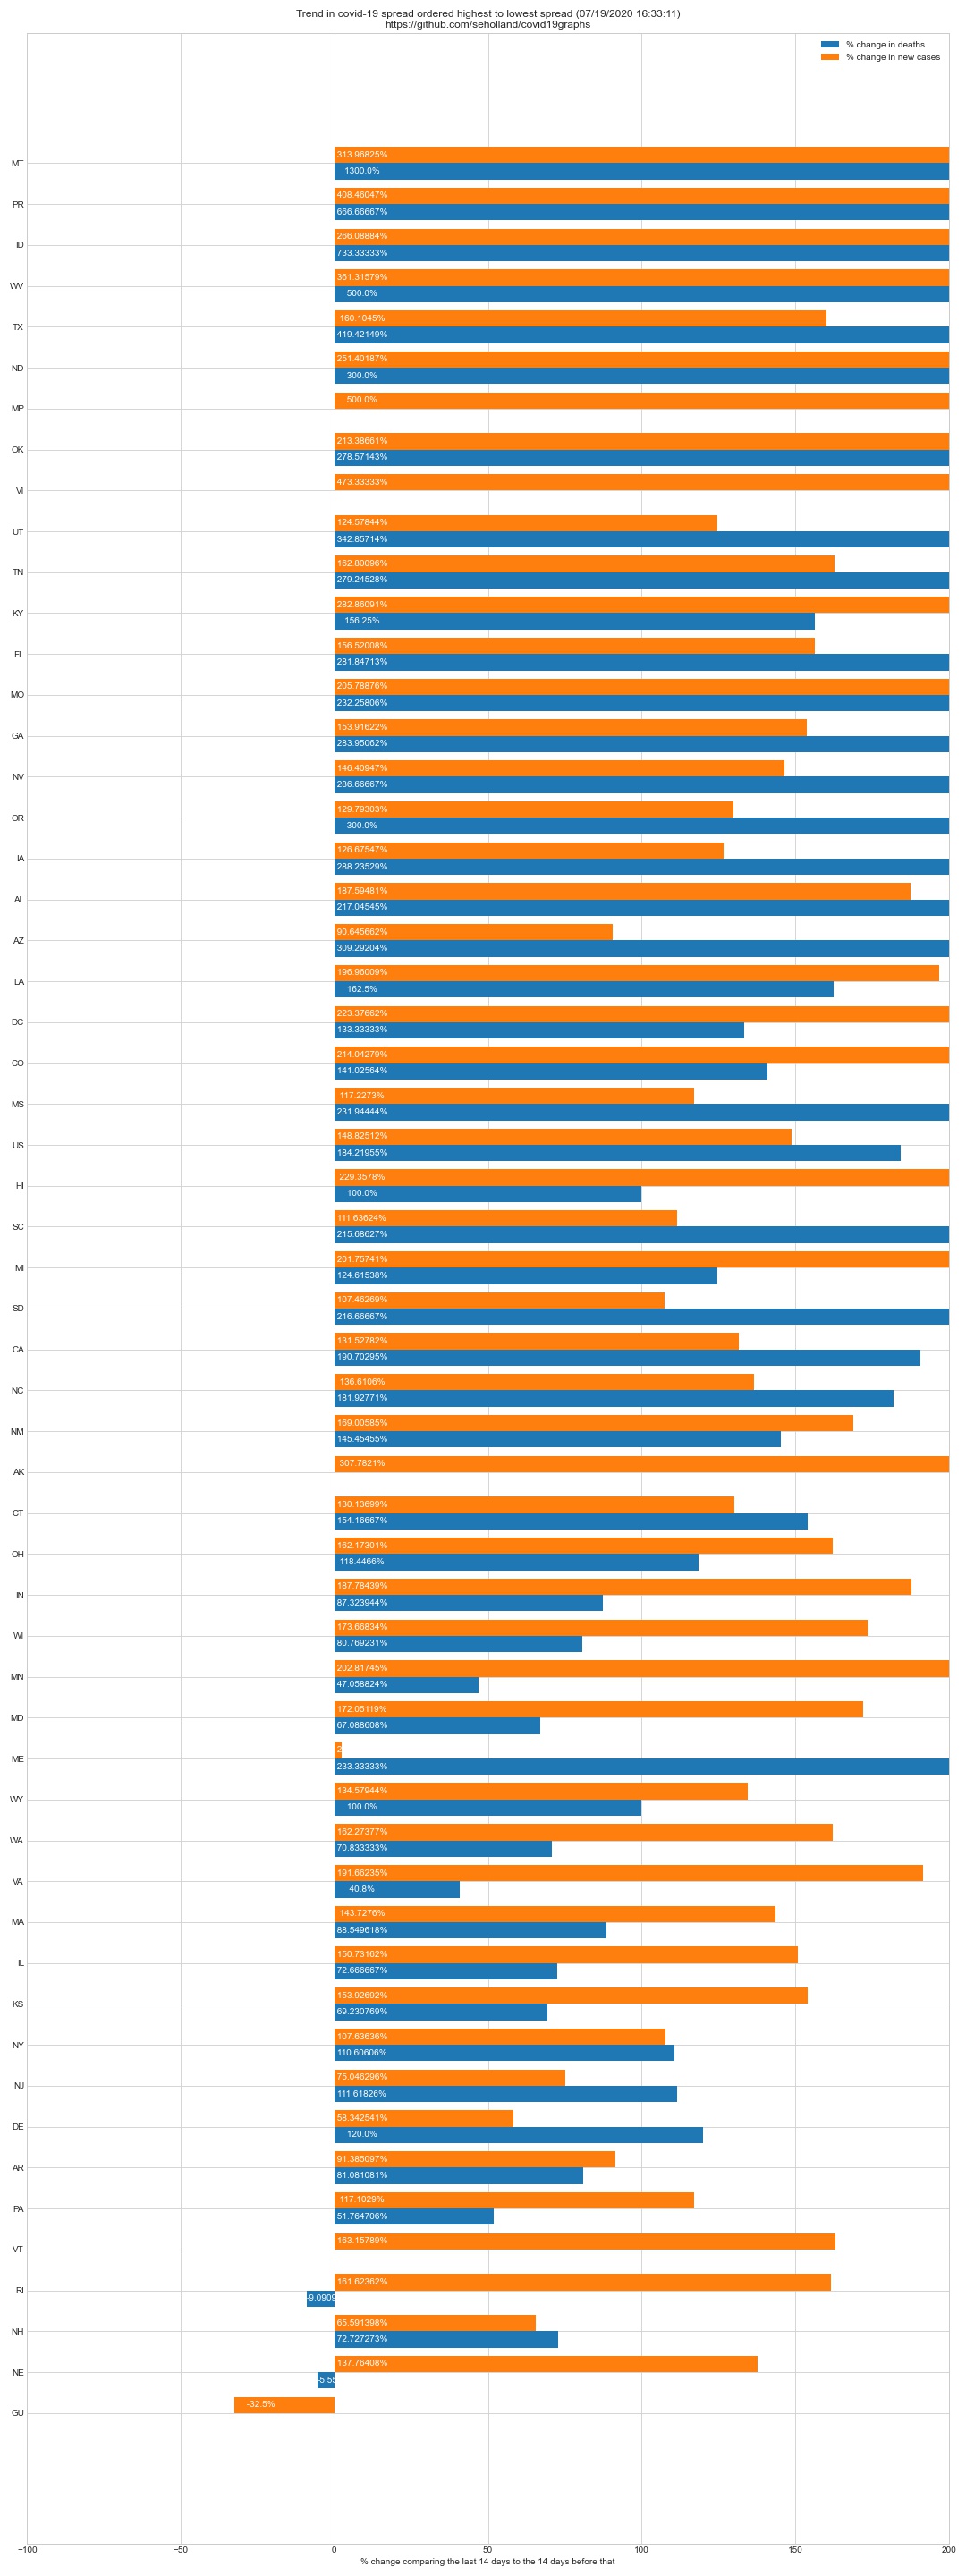 Trend in covid-19 spread ordered highest to lowest spread (07/19/2020 16:33:11)
https://github.com/seholland/covid19graphs
% change in deaths
% change in new cases
313.96825%
MT
1300.0%
408.46047%
PR
666.66667%
266.08884%
ID
733.33333%
361.31579%
WV
500.0%
160.1045%
TX
419.42149%
251.40187%
ND
300.0%
500.0%
MP
213.38661%
OK
278.57143%
473.33333%
VI
124.57844%
UT
342.85714%
162.80096%
TN
279.24528%
282.86091%
KY
156.25%
156.52008%
FL
281.84713%
205.78876%
MO
232.25806%
153.91622%
GA
283.95062%
146.40947%
NV
286.66667%
129.79303%
OR
300.0%
126.67547%
IA
288.23529%
187.59481%
AL
217.04545%
90.645662%
AZ
309.29204%
196.96009%
LA
162.5%
223.37662%
DC
133.33333%
214.04279%
CO
141.02564%
117.2273%
MS
231.94444%
148.82512%
US
184.21955%
229.3578%
HI
100.0%
111.63624%
SC
215.68627%
201.75741%
MI
124.61538%
107.46269%
SD
216.66667%
131.52782%
CA
190.70295%
136.6106%
NC
181.92771%
169.00585%
NM
145.45455%
307.7821%
AK
130.13699%
CT
154.16667%
162.17301%
OH
118.4466%
187.78439%
IN
87.323944%
173.66834%
WI
80.769231%
202.81745%
MN
47.058824%
172.05119%
MD
67.088608%
ME
233.33333%
134.57944%
WY
100.0%
162.27377%
WA
70.833333%
191.66235%
VA
40.8%
143.7276%
MA
88.549618%
150.73162%
IL
72.666667%
153.92692%
KS
69.230769%
107.63636%
NY
110.60606%
75.046296%
NJ
111.61826%
58.342541%
DE
120.0%
91.385097%
AR
81.081081%
117.1029%
PA
51.764706%
163.15789%
VT
161.62362%
RI
-9.0909
65.591398%
NH
72.727273%
137.76408%
NE
-32.5%
GU
−100 −50 0 50 100 150 200
% change comparing the last 14 days to the 14 days before that